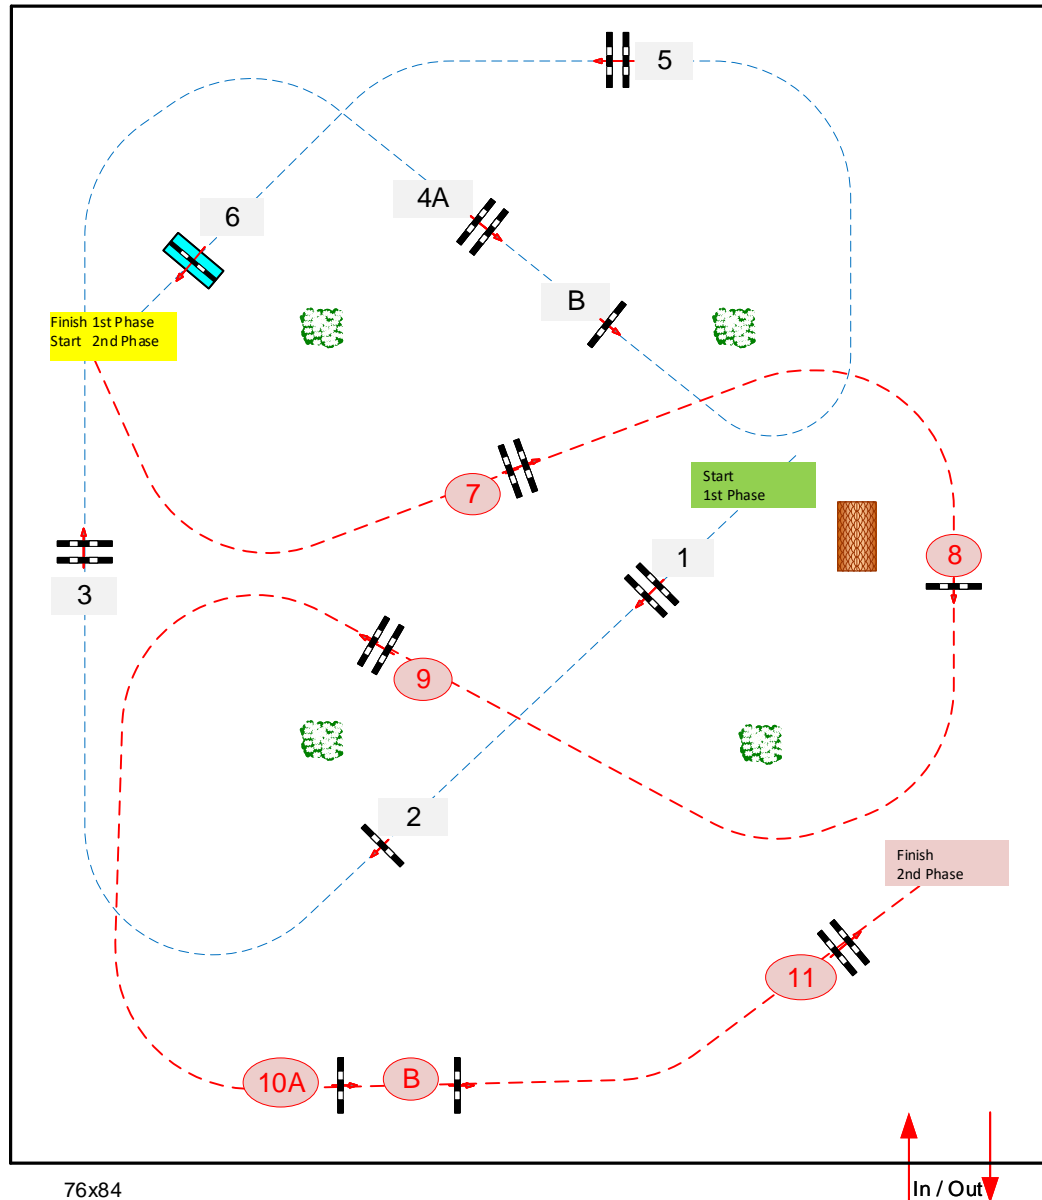 5
4A
6
B
Finish 1st Phase
Start 2nd Phase
7
Start
1st Phase
1
8
3
9
2
Finish
2nd Phase
11
10A
B
76x84
In / Out